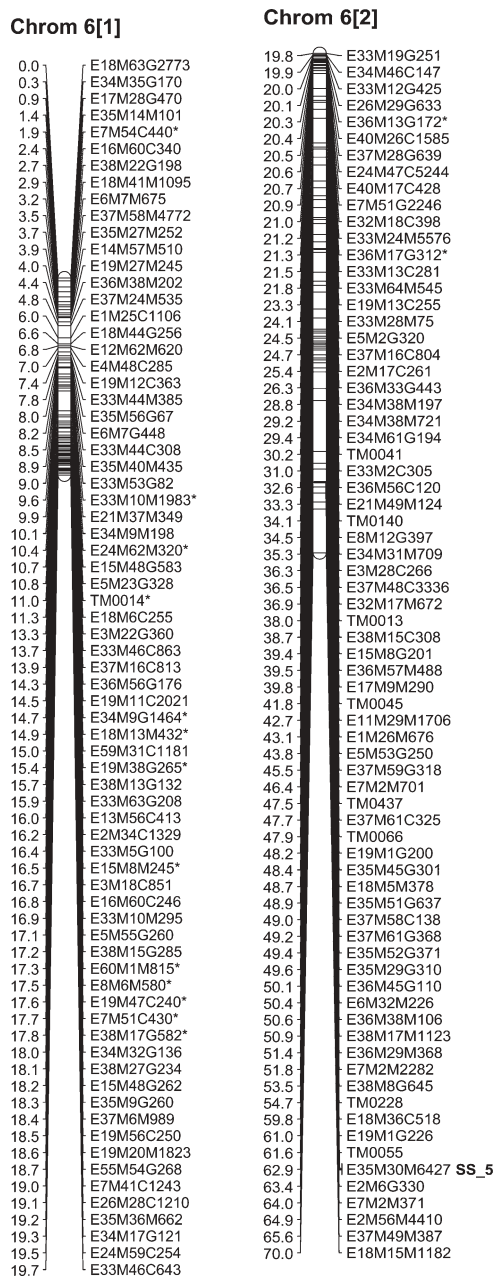 Chrom 6[1]
0.0 E18M63G2773
0.3 E34M35G170
0.9 E17M28G470
1.4 E35M14M101
1.9 E7M54C440*
2.4 E16M60C340
2.7 E38M22G198
2.9 E18M41M1095
3.2 E6M7M675
3.5 E37M58M4772
3.7 E35M27M252
3.9 E14M57M510
4.0 E19M27M245
4.4 E36M38M202
4.8 E37M24M535
6.0 E1M25C1106
6.6 E18M44G256
6.8 E12M62M620
7.0 E4M48C285
7.4 E19M12C363
7.8 E33M44M385
8.0 E35M56G67
8.2 E6M7G448
8.5 E33M44C308
8.9 E35M40M435
9.0 E33M53G82
9.6 E33M10M1983*
9.9 E21M37M349
10.1 E34M9M198
10.4 E24M62M320*
10.7 E15M48G583
10.8 E5M23G328
11.0 TM0014*
11.3 E18M6C255
13.3 E3M22G360
13.7 E33M46C863
13.9 E37M16C813
14.3 E36M56G176
14.5 E19M11C2021
14.7 E34M9G1464*
14.9 E18M13M432*
15.0 E59M31C1181
15.4 E19M38G265*
15.7 E38M13G132
15.9 E33M63G208
16.0 E13M56C413
16.2 E2M34C1329
16.4 E33M5G100
16.5 E15M8M245*
16.7 E3M18C851
16.8 E16M60C246
16.9 E33M10M295
17.1 E5M55G260
17.2 E38M15G285
17.3 E60M1M815*
17.5 E8M6M580*
17.6 E19M47C240*
17.7 E7M51C430*
17.8 E38M17G582*
18.0 E34M32G136
18.1 E38M27G234
18.2 E15M48G262
18.3 E35M9G260
18.4 E37M6M989
18.5 E19M56C250
18.6 E19M20M1823
18.7 E55M54G268
19.0 E7M41C1243
19.1 E26M28C1210
19.2 E35M36M662
19.3 E34M17G121
19.5 E24M59C254
19.7 E33M46C643
Chrom 6[2]
19.8 E33M19G251
19.9 E34M46C147
20.0 E33M12G425
20.1 E26M29G633
20.3 E36M13G172*
20.4 E40M26C1585
20.5 E37M28G639
20.6 E24M47C5244
20.7 E40M17C428
20.9 E7M51G2246
21.0 E32M18C398
21.2 E33M24M5576
21.3 E36M17G312*
21.5 E33M13C281
21.8 E33M64M545
23.3 E19M13C255
24.1 E33M28M75
24.5 E5M2G320
24.7 E37M16C804
25.4 E2M17C261
26.3 E36M33G443
28.8 E34M38M197
29.2 E34M38M721
29.4 E34M61G194
30.2 TM0041
31.0 E33M2C305
32.6 E36M56C120
33.3 E21M49M124
34.1 TM0140
34.5 E8M12G397
35.3 E34M31M709
36.3 E3M28C266
36.5 E37M48C3336
36.9 E32M17M672
38.0 TM0013
38.7 E38M15C308
39.4 E15M8G201
39.5 E36M57M488
39.8 E17M9M290
41.8 TM0045
42.7 E11M29M1706
43.1 E1M26M676
43.8 E5M53G250
45.5 E37M59G318
46.4 E7M2M701
47.5 TM0437
47.7 E37M61C325
47.9 TM0066
48.2 E19M1G200
48.4 E35M45G301
48.7 E18M5M378
48.9 E35M51G637
49.0 E37M58C138
49.2 E37M61G368
49.4 E35M52G371
49.6 E35M29G310
50.1 E36M45G110
50.4 E6M32M226
50.6 E36M38M106
50.9 E38M17M1123
51.4 E36M29M368
51.8 E7M2M2282
53.5 E38M8G645
54.7 TM0228
59.8 E18M36C518
61.0 E19M1G226
61.6 TM0055
62.9 E35M30M6427 SS_5
63.4 E2M6G330
64.0 E7M2M371
64.9 E2M56M4410
65.6 E37M49M387
70.0 E18M15M1182